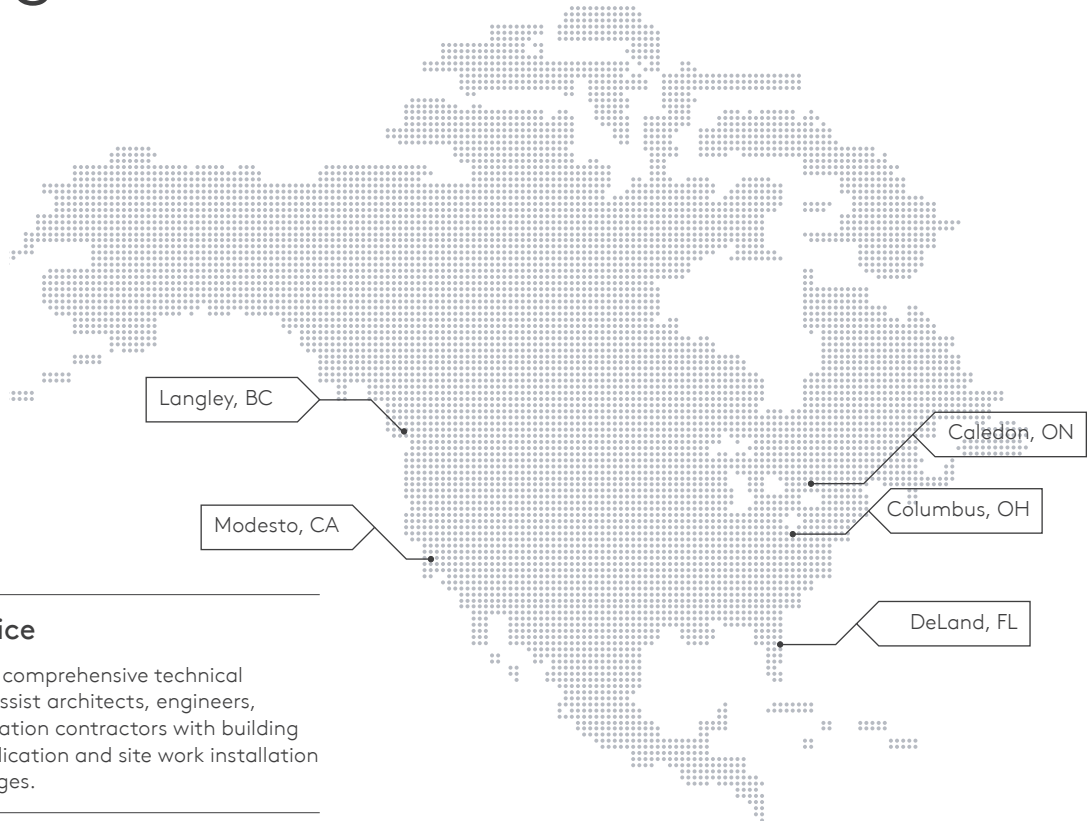 g
Langley, BC
Caledon, ON
Columbus, OH
Modesto, CA
DeLand, FL
ice
comprehensive technical
ssist architects, engineers,
ation contractors with building
lication and site work installation
ges.